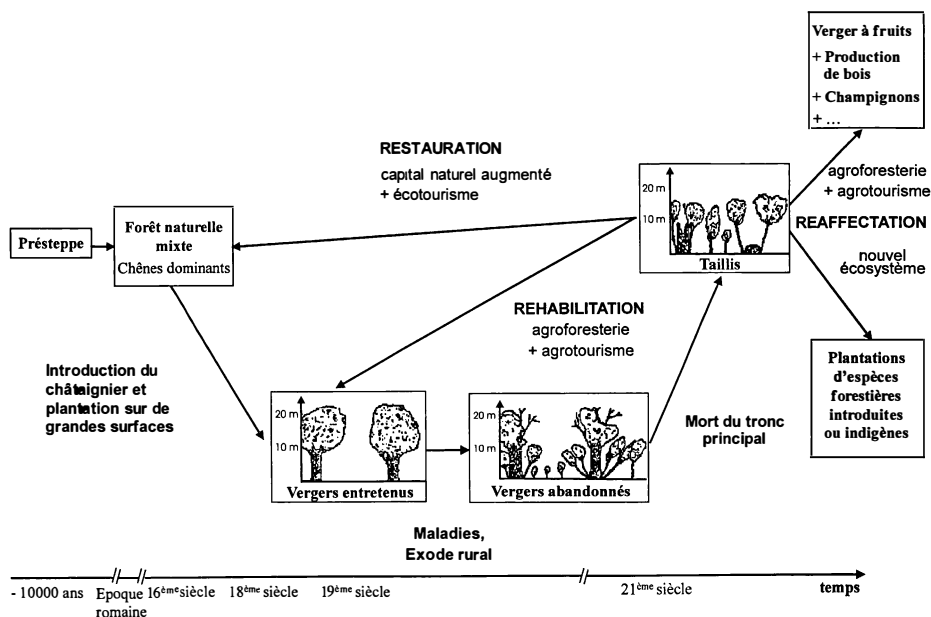 Verger à fruits
+ Production
de bois
+ Champignons
+ ...
RESTAURATION
capital naturel augmenté
+ écotourisme
agroforesterie
+ agrotourisme
REAFFECTATION
nouvel
écosystème
20 m
10 m
Taillis
Présteppe
Forêt naturelle
mixte
Chênes dominants
REHABILITATION
agroforesterie
+ agrotourisme
Introduction du
châtaignier et
plantation sur de
grandes surfaces
20 m
10 m
Vergers entretenus
20 m
10 m
Vergers abandonnés
Mort du tronc
principal
Plantations
d'espèces
forestières
introduites
ou indigènes
Maladies,
Exode rural
- 10000 ans
Epoque
romaine
16ème siècle
18ème siècle
19ème siècle
21ème siècle
temps